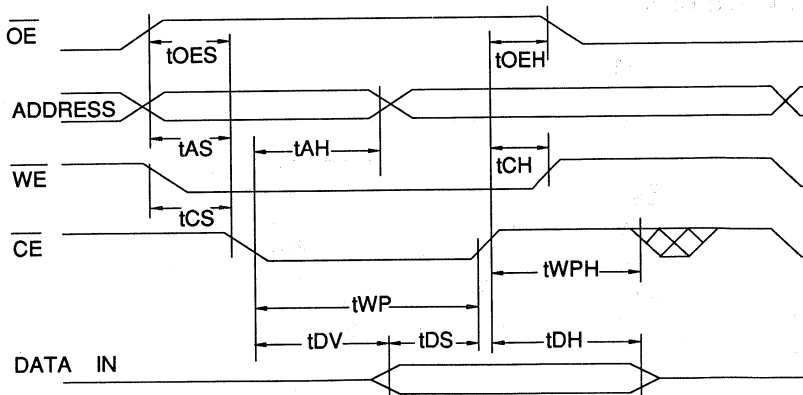 OE
tOES tOEH
ADDRESS
tAS tAH
tCH
WE
tCS
CE
tWPH
tWP
tDV tDS tDH
DATA IN